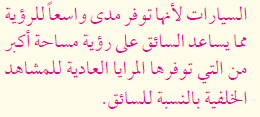 السيارات لأنها توفر مدى واسعاً للرؤية
مما يساعد السائق على رؤية مساحة أكبر
من التي توفرها المرايا العادية للمشاهد
الخلفية بالنسبة للسائق.